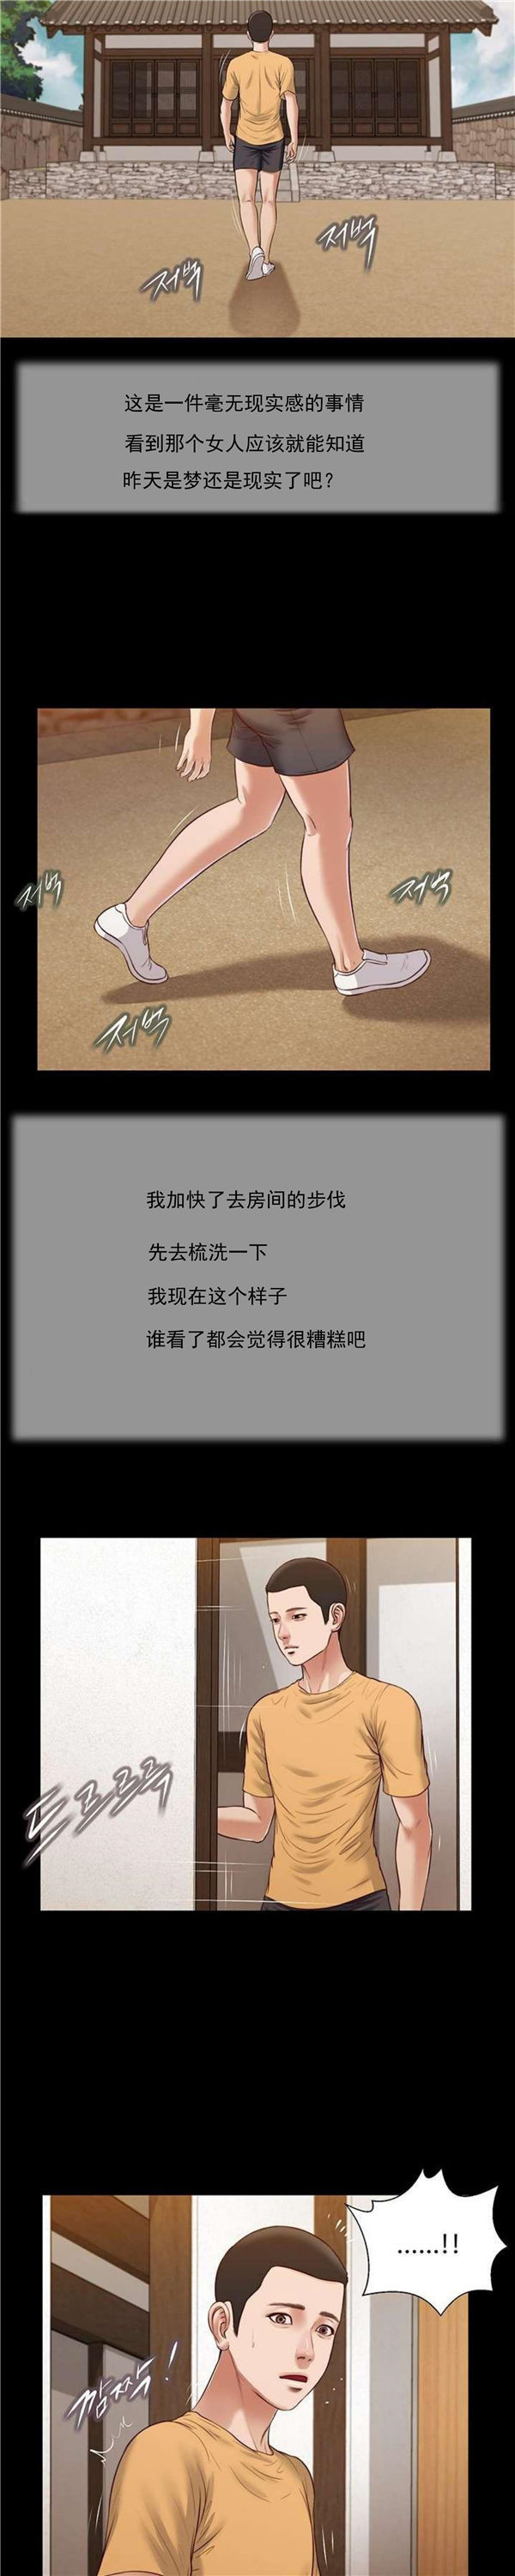 저벅
저벅
这是一件毫无现实感的事情
看到那个女人应该就能知道
昨天是梦还是现实了吧?
저벅
저벅
저벅
我加快了去房间的步伐
先去梳洗一下
我现在这个样子
谁看了都会觉得很糟糕吧
드르르륵
……!!
깜짝!